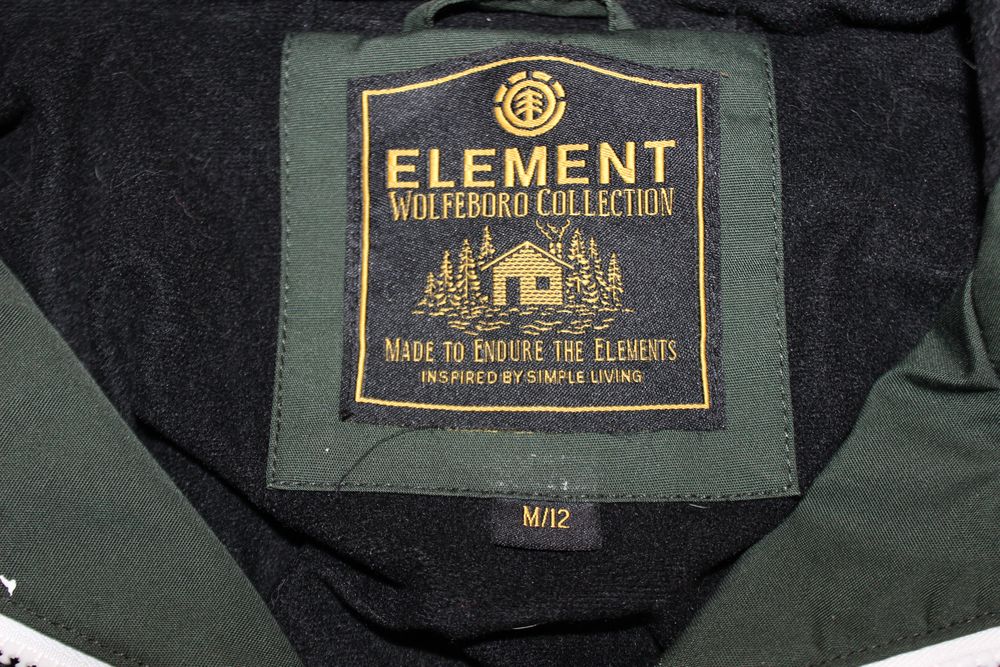 ELEMENT
WOLFEBORO COLLECTION
MADE TO ENDURE THE ELEMENTS
INSPIRED BY SIMPLE LIVING
M/12